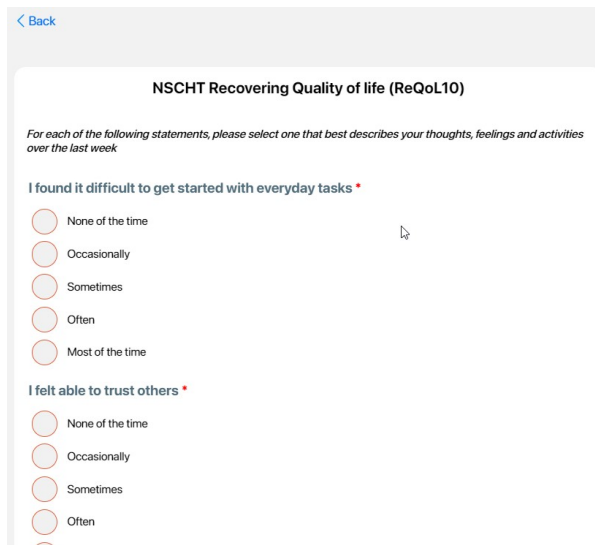 Back
NSCHT Recovering Quality of life (ReQoL10)
For each of the following statements, please select one that best describes your thoughts, feelings and activities
over the last week
I found it difficult to get started with everyday tasks *
None of the time
Occasionally
Sometimes
Often
Most of the time
I felt able to trust others *
None of the time
Occasionally
Sometimes
Often